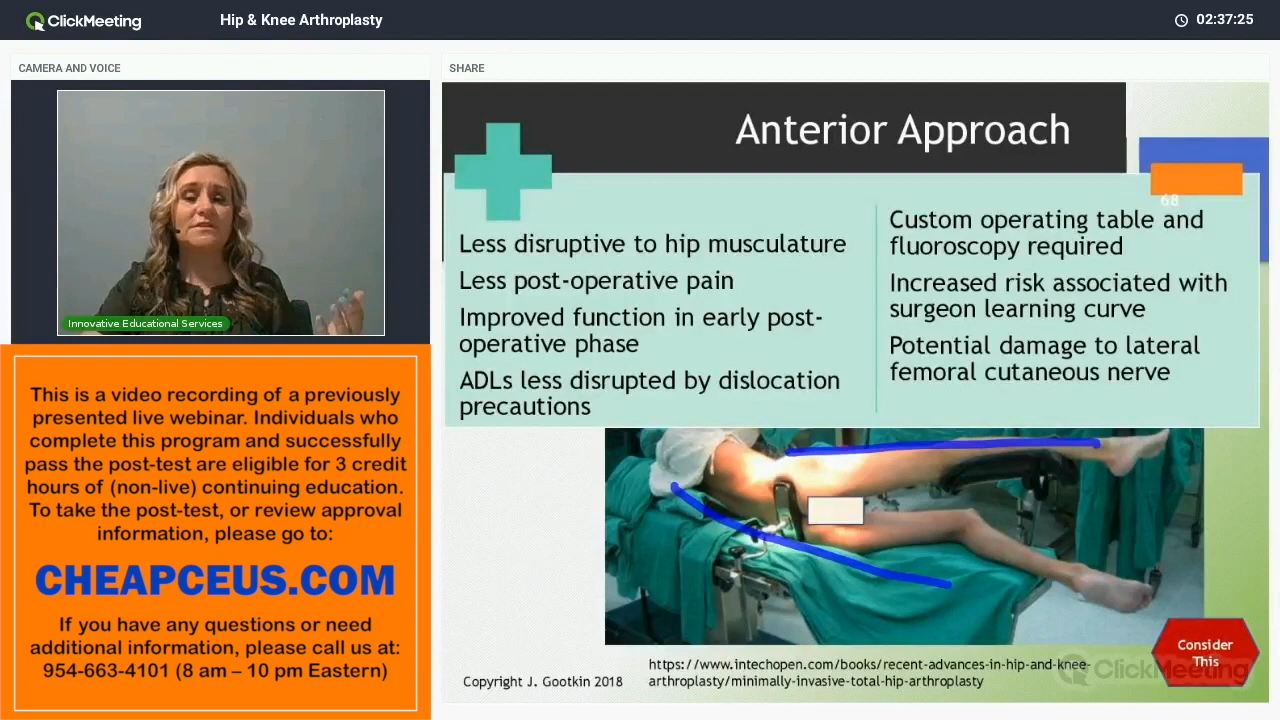 ClickMeeting
Hip & Knee Arthroplasty
02:37:25
CAMERA AND VOICE
Innovative Educational Services
This is a video recording of a previously
presented live webinar. Individuals who
complete this program and successfully
pass the post-test are eligible for 3 credit
hours of (non-live) continuing education.
To take the post-test, or review approval
information, please go to:
CHEAPCEUS.COM
If you have any questions or need
additional information, please call us at:
954-663-4101 (8 am – 10 pm Eastern)
SHARE
Anterior Approach
68
Less disruptive to hip musculature
Less post-operative pain
Improved function in early post-
operative phase
ADLs less disrupted by dislocation
precautions
Custom operating table and
fluoroscopy required
Increased risk associated with
surgeon learning curve
Potential damage to lateral
femoral cutaneous nerve
Copyright J. Gootkin 2018
https://www.intechopen.com/books/recent-advances-in-hip-and-knee-
arthroplasty/minimally-invasive-total-hip-arthroplasty
Consider
This
ClickMeeting